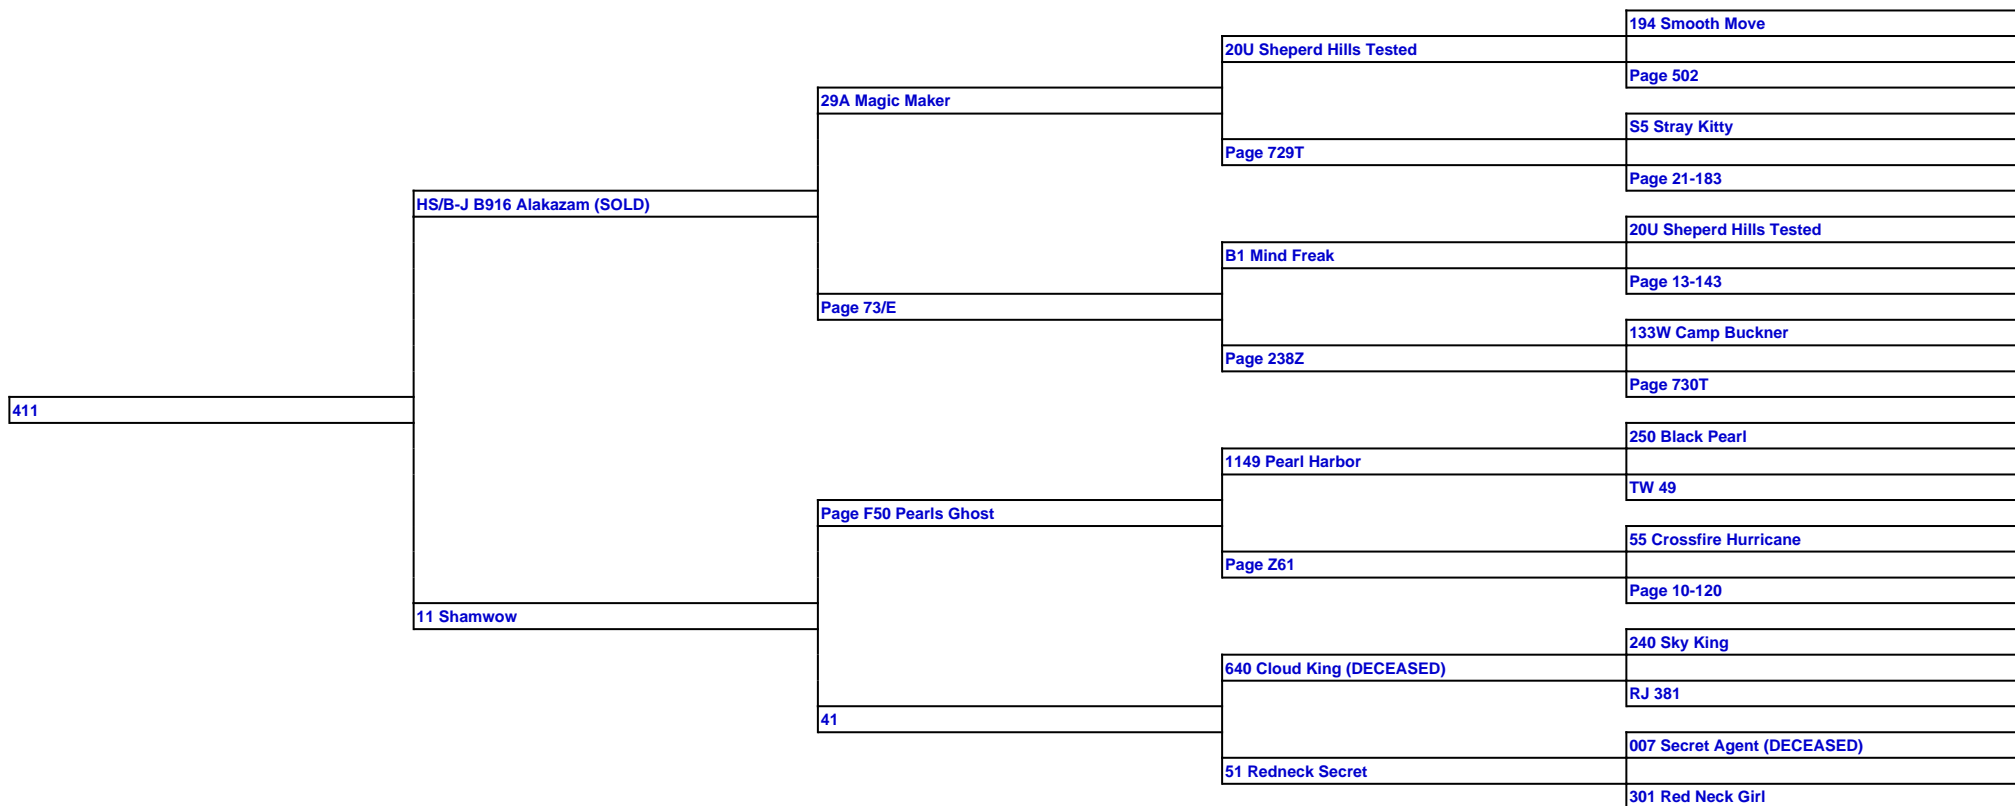 194 Smooth Move
20U Sheperd Hills Tested
Page 502
29A Magic Maker
S5 Stray Kitty
Page 729T
Page 21-183
HS/B-J B916 Alakazam (SOLD)
20U Sheperd Hills Tested
B1 Mind Freak
Page 13-143
Page 73/E
133W Camp Buckner
Page 238Z
Page 730T
411
250 Black Pearl
1149 Pearl Harbor
TW 49
Page F50 Pearls Ghost
55 Crossfire Hurricane
Page Z61
Page 10-120
11 Shamwow
240 Sky King
640 Cloud King (DECEASED)
RJ 381
41
007 Secret Agent (DECEASED)
51 Redneck Secret
301 Red Neck Girl